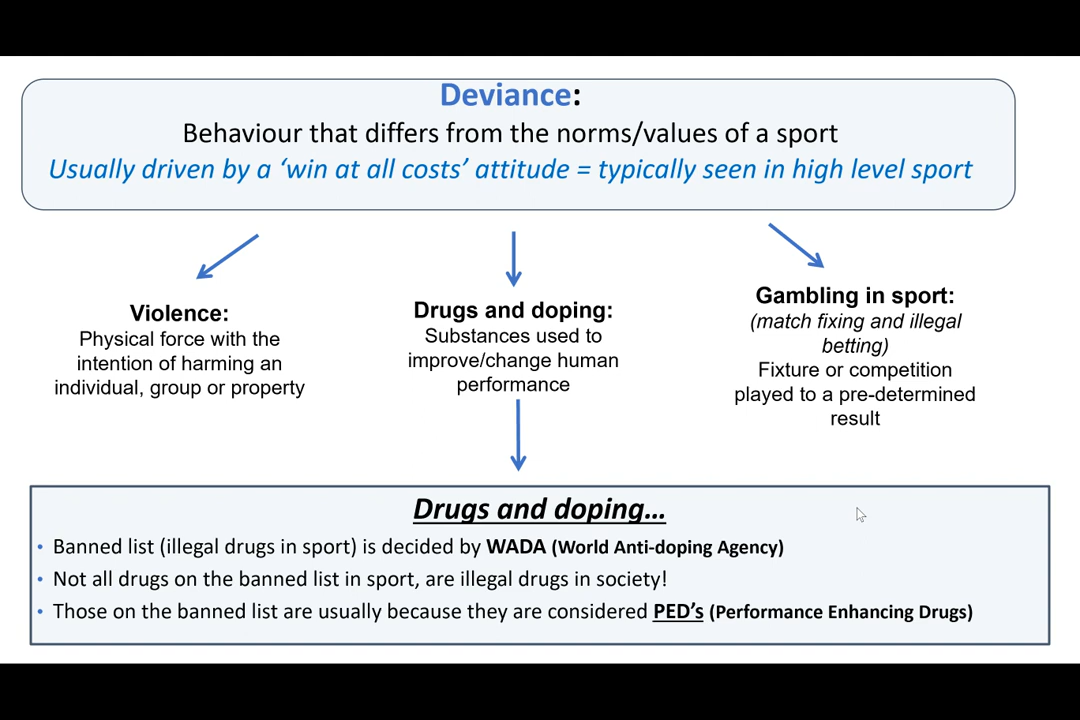 Deviance:
Behaviour that differs from the norms/values of a sport
Usually driven by a ‘win at all costs’ attitude = typically seen in high level sport
Violence:
Physical force with the
intention of harming an
individual, group or property
Drugs and doping:
Substances used to
improve/change human
performance
Gambling in sport:
(match fixing and illegal
betting)
Fixture or competition
played to a pre-determined
result
Drugs and doping…
• Banned list (illegal drugs in sport) is decided by WADA (World Anti-doping Agency)
• Not all drugs on the banned list in sport, are illegal drugs in society!
• Those on the banned list are usually because they are considered PED’s (Performance Enhancing Drugs)